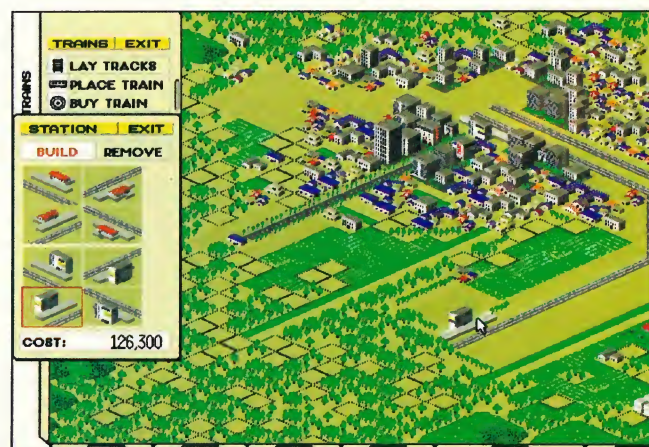 TRAINS
TRAINS EXIT
LAY TRACKS
PLACE TRAIN
BUY TRAIN
STATION EXIT
BUILD REMOVE
COST: 126,300